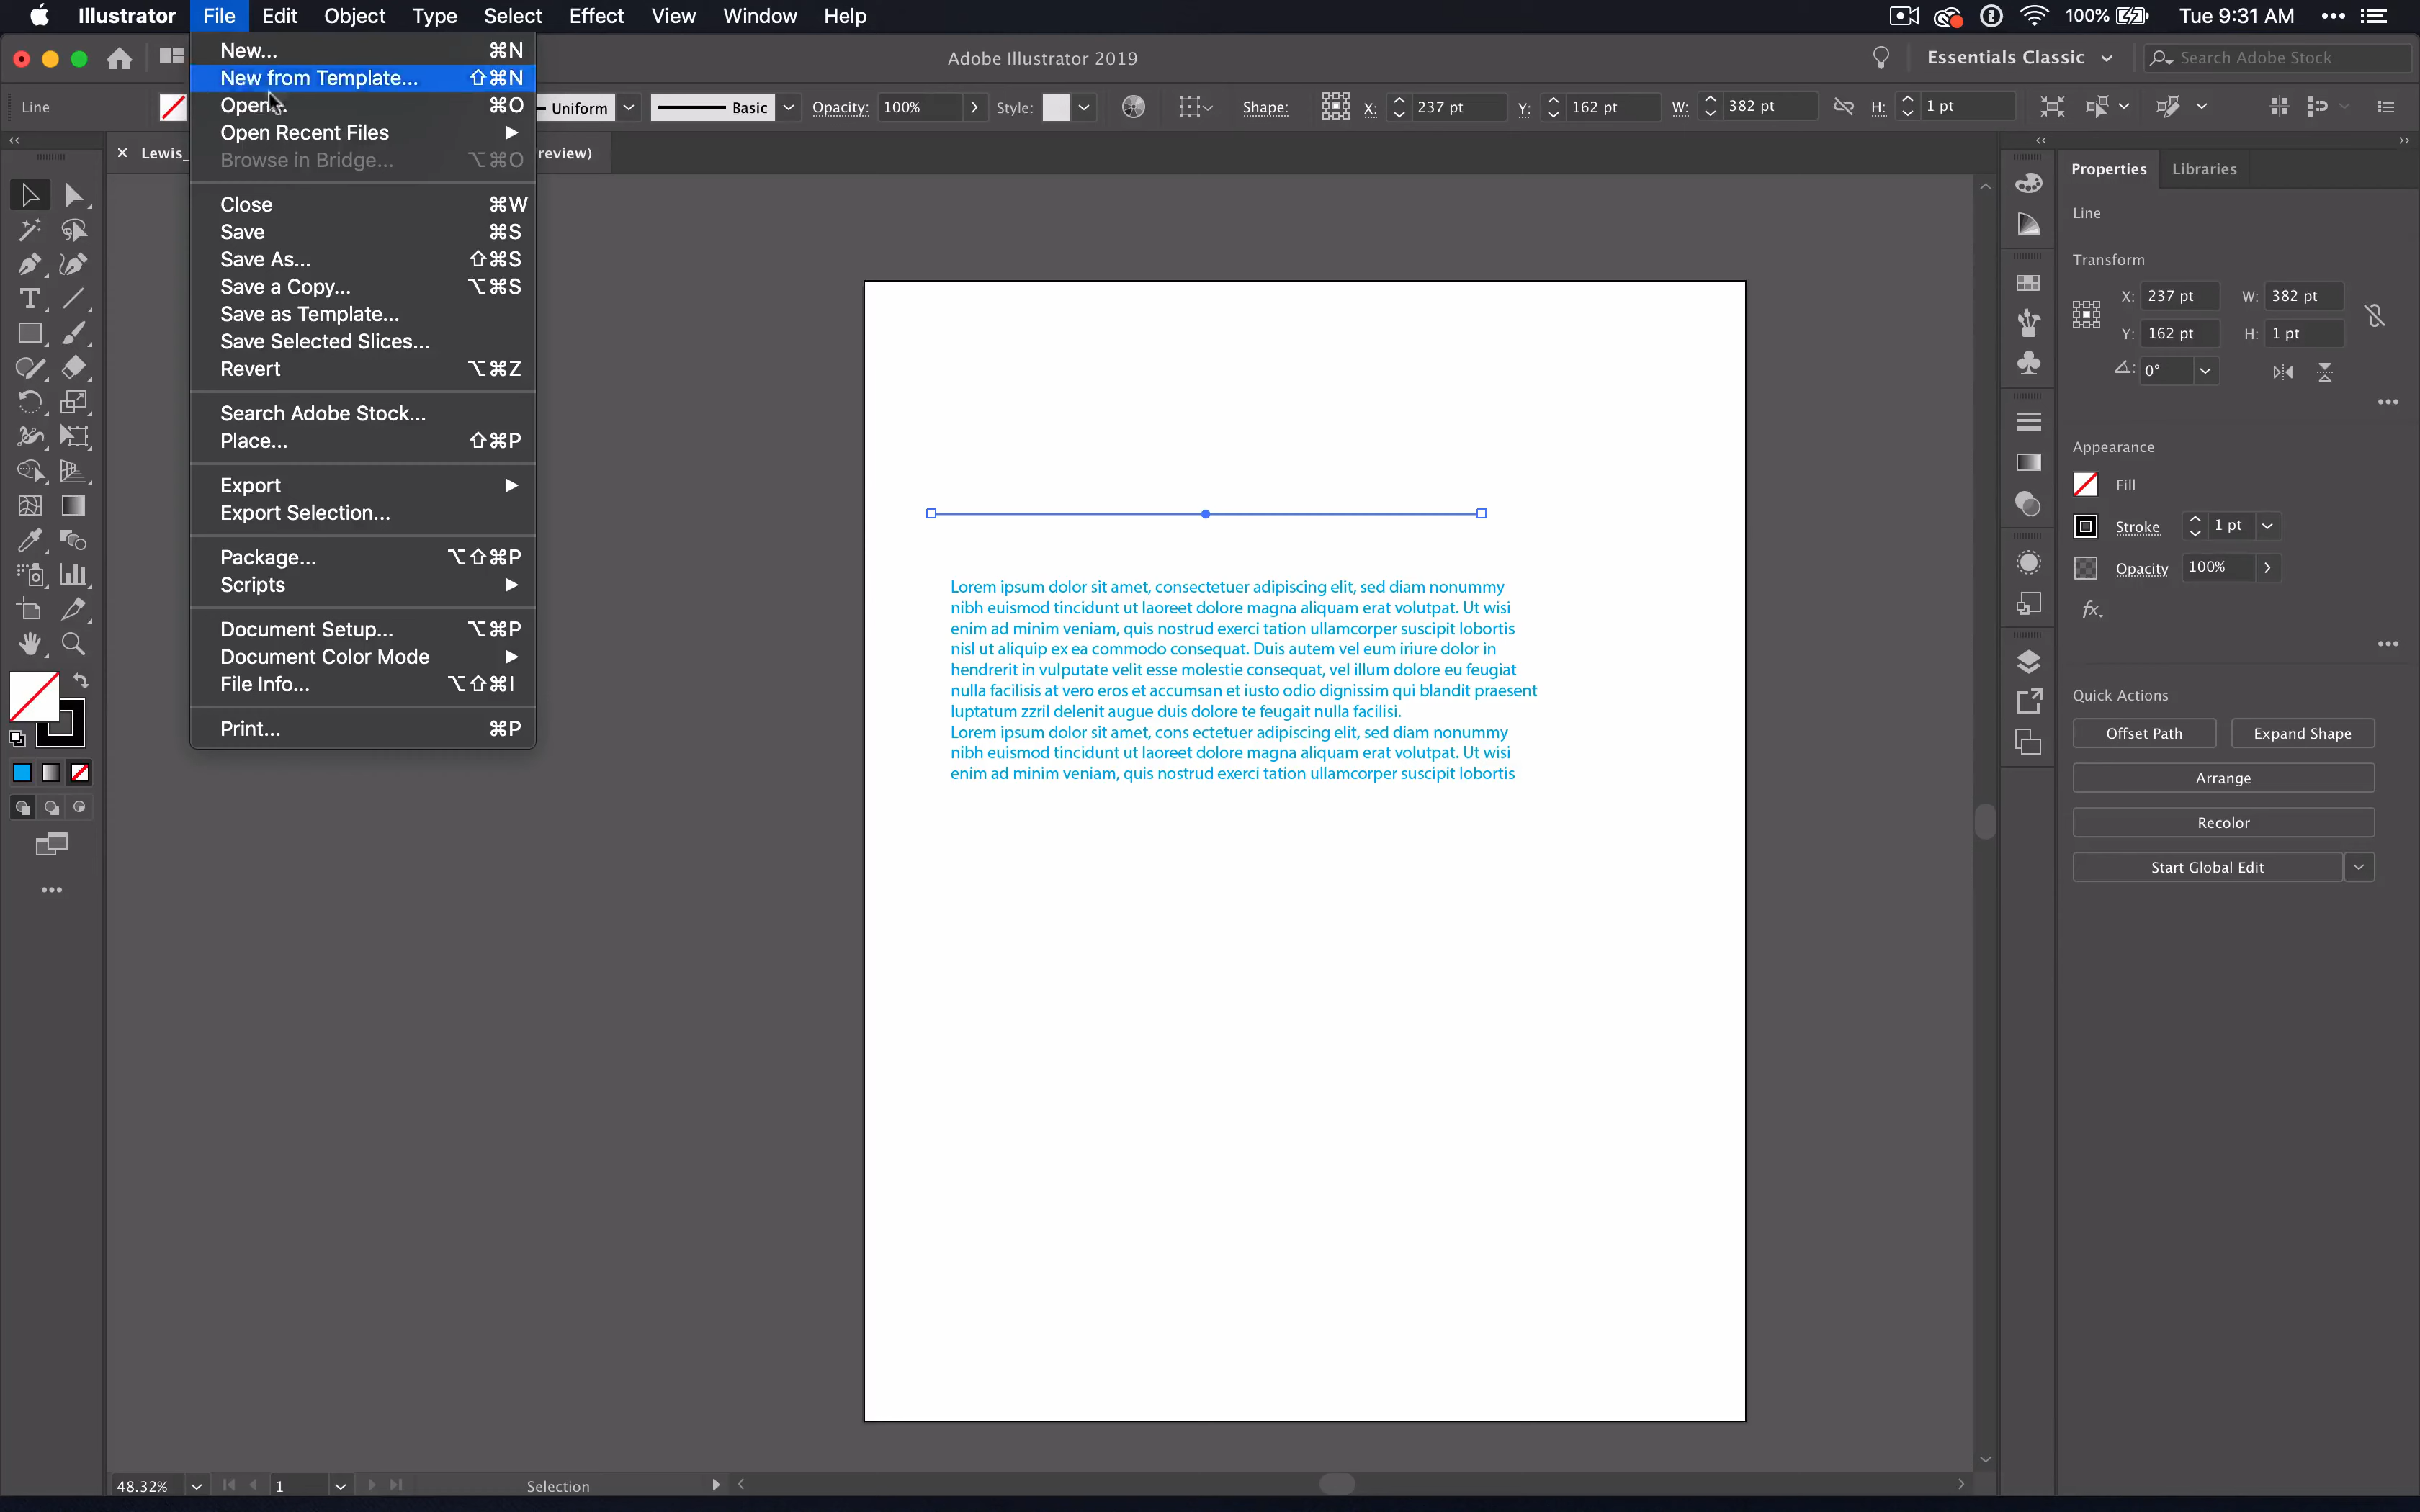 Illustrator File Edit Object Type Select Effect View Window Help 100% Tue 9:31 AM
Adobe Illustrator 2019 Essentials Classic Search Adobe Stock
Line Uniform Basic Opacity: 100% Style: Shape: X: 237 pt Y: 162 pt W: 382 pt H: 1 pt
Lewis_ review)
New... ⌘N
New from Template... ⇧⌘N
Open... ⌘O
Open Recent Files
Browse in Bridge... ⌥⌘O
Close ⌘W
Save ⌘S
Save As... ⇧⌘S
Save a Copy... ⌥⌘S
Save as Template...
Save Selected Slices...
Revert ⌥⌘Z
Search Adobe Stock...
Place... ⇧⌘P
Export
Export Selection...
Package... ⌥⇧⌘P
Scripts
Document Setup... ⌥⌘P
Document Color Mode
File Info... ⌥⇧⌘I
Print... ⌘P
Lorem ipsum dolor sit amet, consectetuer adipiscing elit, sed diam nonummy
nibh euismod tincidunt ut laoreet dolore magna aliquam erat volutpat. Ut wisi
enim ad minim veniam, quis nostrud exerci tation ullamcorper suscipit lobortis
nisl ut aliquip ex ea commodo consequat. Duis autem vel eum iriure dolor in
hendrerit in vulputate velit esse molestie consequat, vel illum dolore eu feugiat
nulla facilisis at vero eros et accumsan et iusto odio dignissim qui blandit praesent
luptatum zzril delenit augue duis dolore te feugait nulla facilisi.
Lorem ipsum dolor sit amet, cons ectetuer adipiscing elit, sed diam nonummy
nibh euismod tincidunt ut laoreet dolore magna aliquam erat volutpat. Ut wisi
enim ad minim veniam, quis nostrud exerci tation ullamcorper suscipit lobortis
Properties Libraries
Line
Transform
X: 237 pt W: 382 pt
Y: 162 pt H: 1 pt
0°
Appearance
Fill
Stroke 1 pt
Opacity 100%
fx.
Quick Actions
Offset Path Expand Shape
Arrange
Recolor
Start Global Edit
48.32% 1 Selection